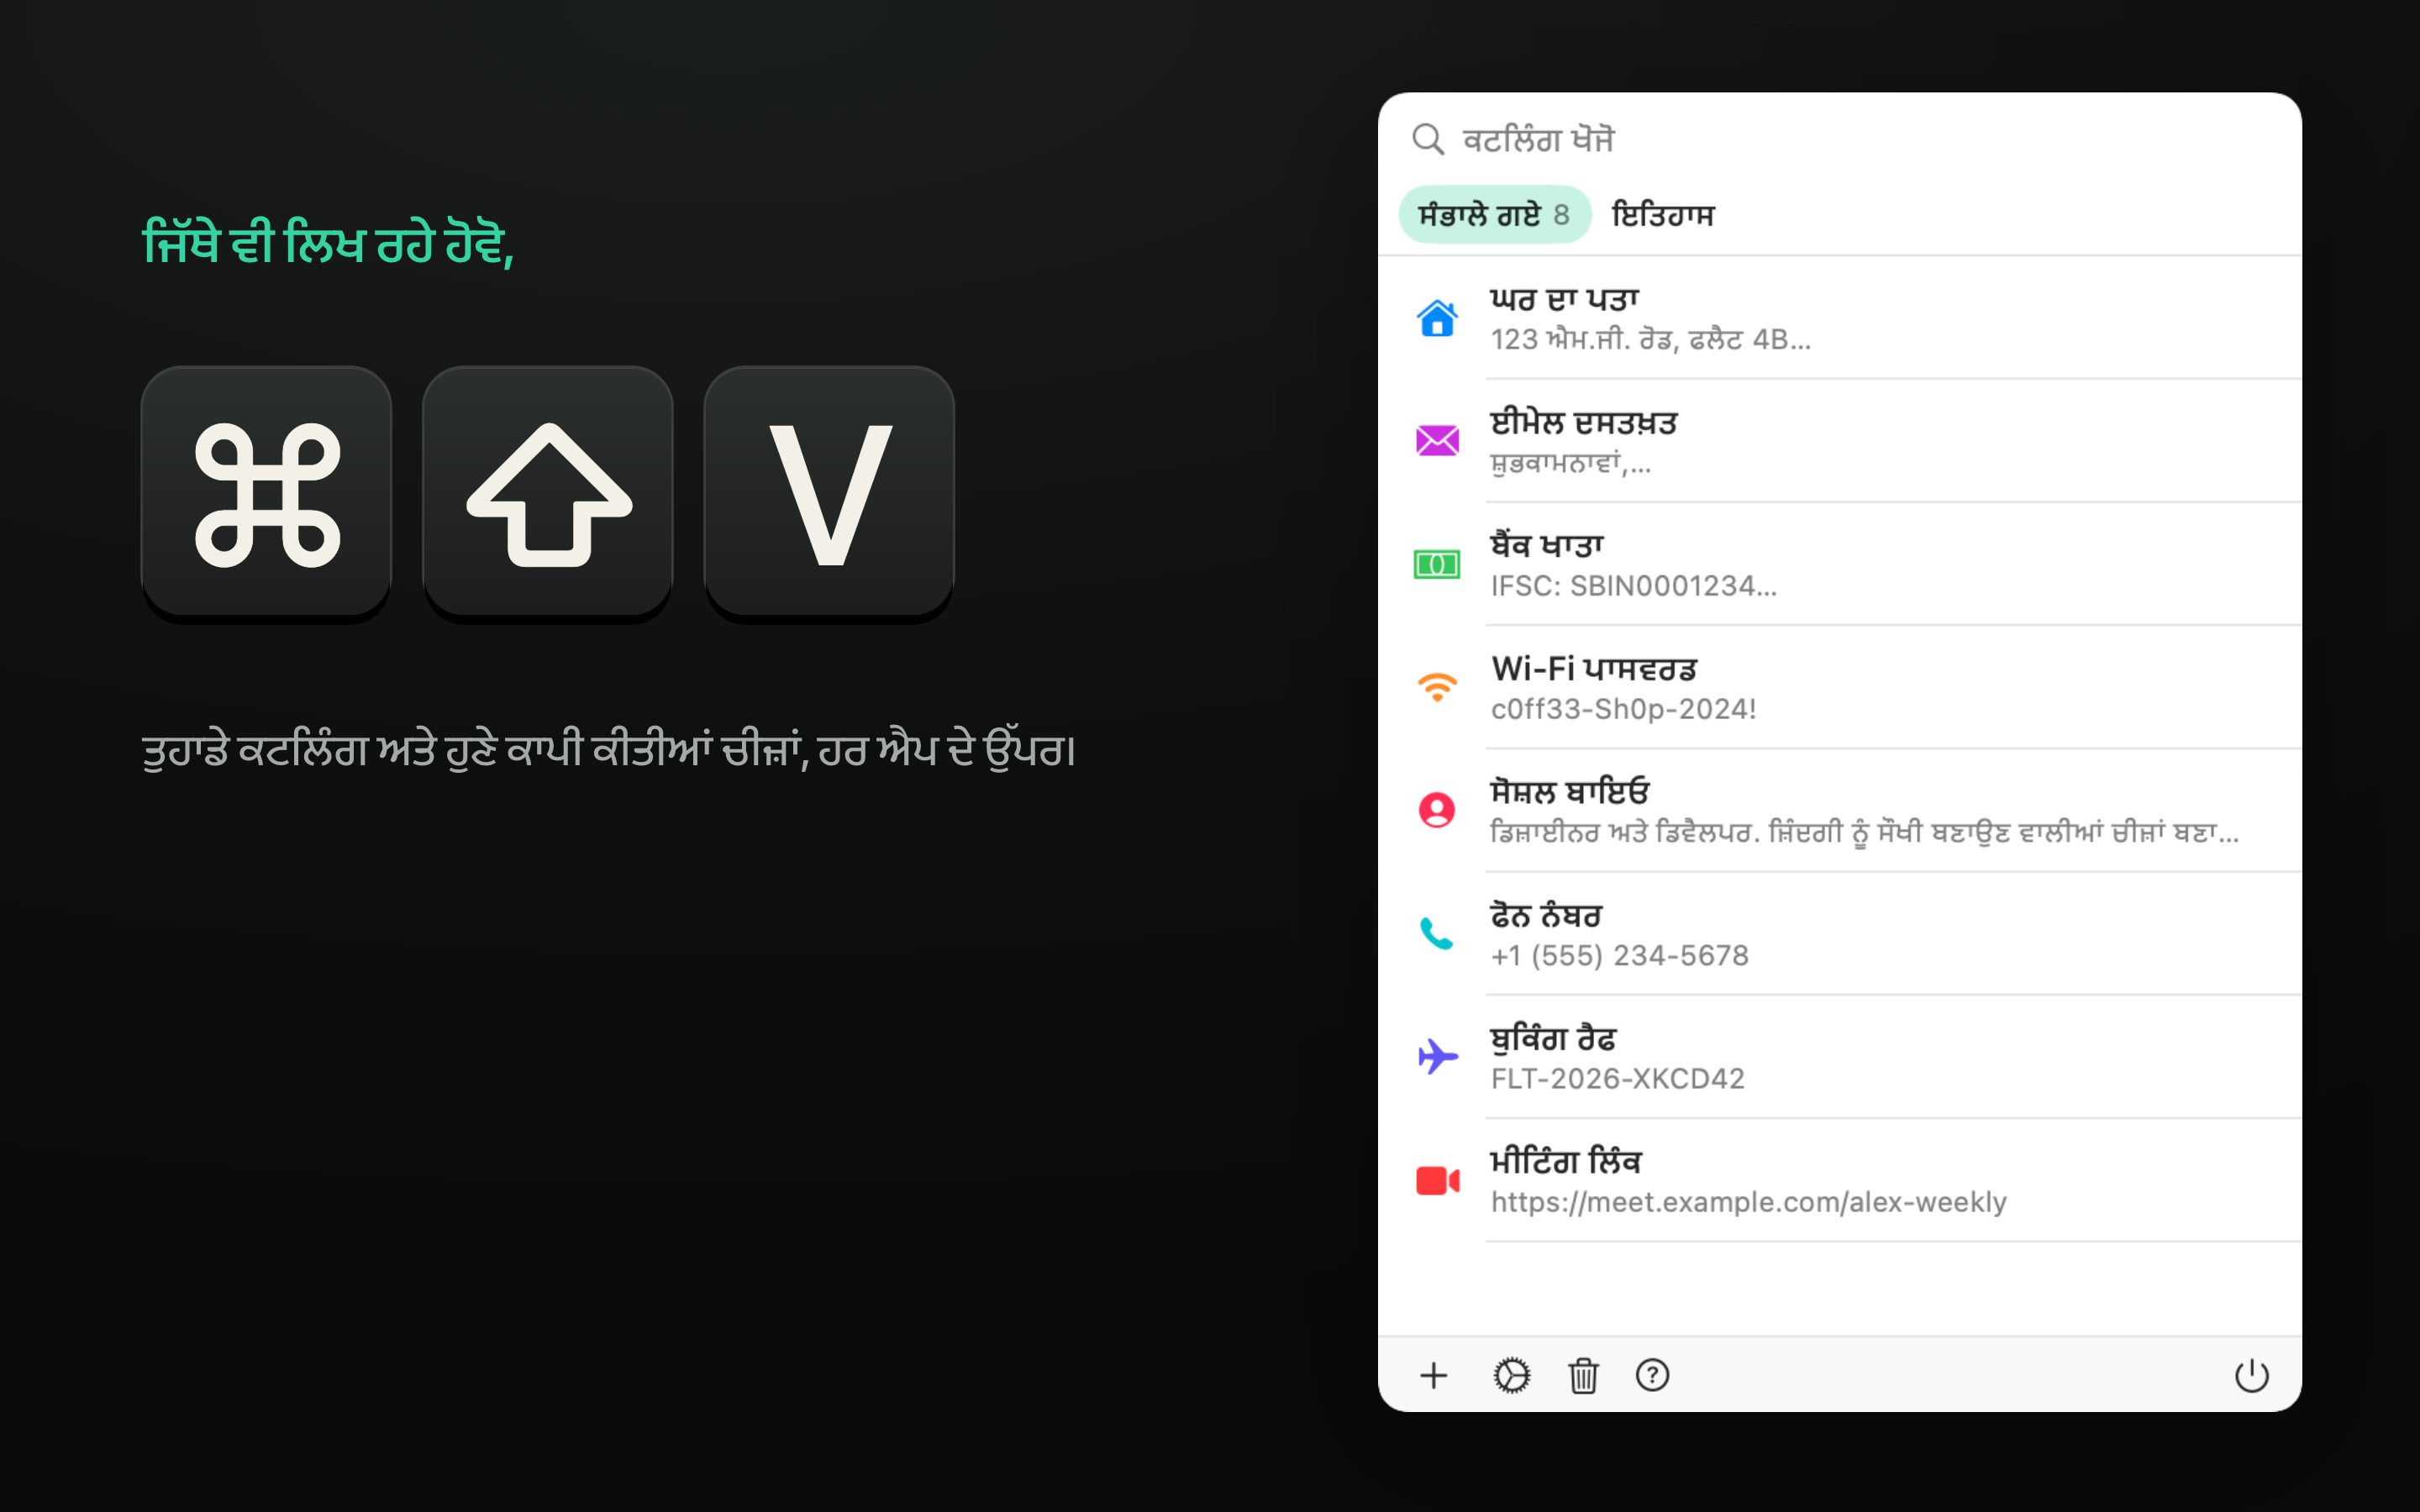 ਜਿੱਥੇ ਵੀ ਲਿਖ ਰਹੇ ਹੋਵੋ,
⌘ ⇧ V
ਤੁਹਾਡੇ ਕਟਲਿੰਗ ਅਤੇ ਹੁਣੇ ਕਾਪੀ ਕੀਤੀਆਂ ਚੀਜ਼ਾਂ, ਹਰ ਐਪ ਦੇ ਉੱਪਰ।
ਕਟਲਿੰਗ ਖੋਜੋ
ਸੰਭਾਲੇ ਗਏ 8 ਇਤਿਹਾਸ
ਘਰ ਦਾ ਪਤਾ
123 ਐਮ.ਜੀ. ਰੋਡ, ਫਲੈਟ 4B...
ਈਮੇਲ ਦਸਤਖ਼ਤ
ਸ਼ੁਭਕਾਮਨਾਵਾਂ,...
ਬੈਂਕ ਖਾਤਾ
IFSC: SBIN0001234...
Wi-Fi ਪਾਸਵਰਡ
c0ff33-Sh0p-2024!
ਸੋਸ਼ਲ ਬਾਇਓ
ਡਿਜ਼ਾਈਨਰ ਅਤੇ ਡਿਵੈਲਪਰ. ਜ਼ਿੰਦਗੀ ਨੂੰ ਸੌਖੀ ਬਣਾਉਣ ਵਾਲੀਆਂ ਚੀਜ਼ਾਂ ਬਣਾ...
ਫੋਨ ਨੰਬਰ
+1 (555) 234-5678
ਬੁਕਿੰਗ ਰੈਫ
FLT-2026-XKCD42
ਮੀਟਿੰਗ ਲਿੰਕ
https://meet.example.com/alex-weekly